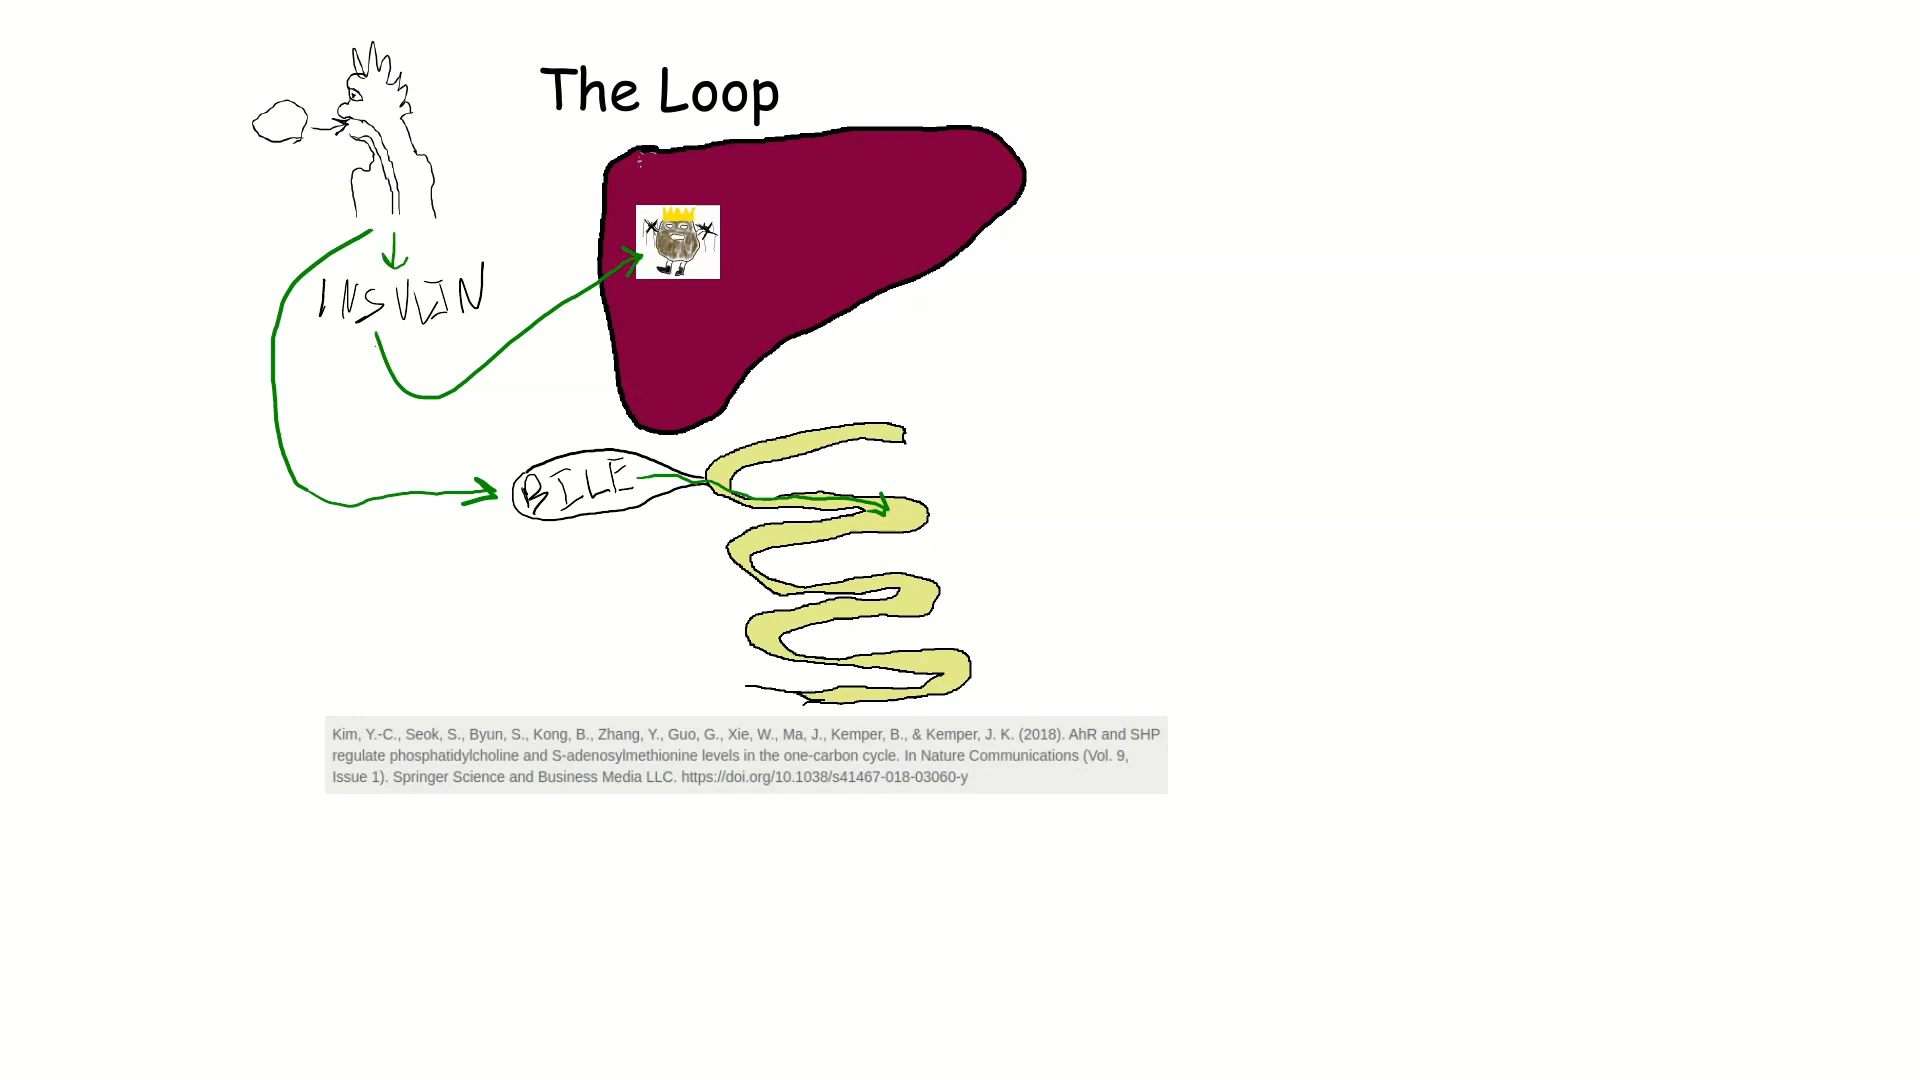 The Loop
INSULIN
BILE
Kim, Y.-C., Seok, S., Byun, S., Kong, B., Zhang, Y., Guo, G., Xie, W., Ma, J., Kemper, B., & Kemper, J. K. (2018). AhR and SHP
regulate phosphatidylcholine and S-adenosylmethionine levels in the one-carbon cycle. In Nature Communications (Vol. 9,
Issue 1). Springer Science and Business Media LLC. https://doi.org/10.1038/s41467-018-03060-y